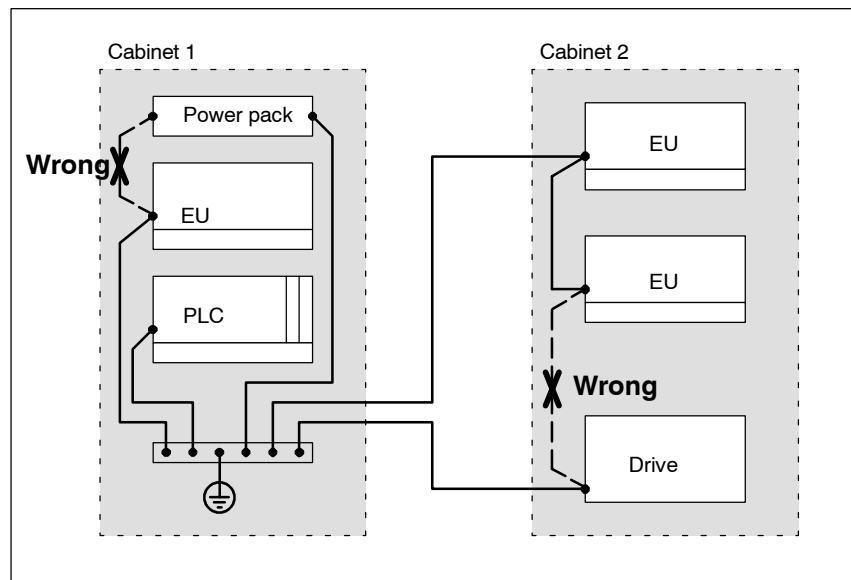 Cabinet 1
Power pack
Wrong
EU
PLC
Cabinet 2
EU
EU
Wrong
Drive